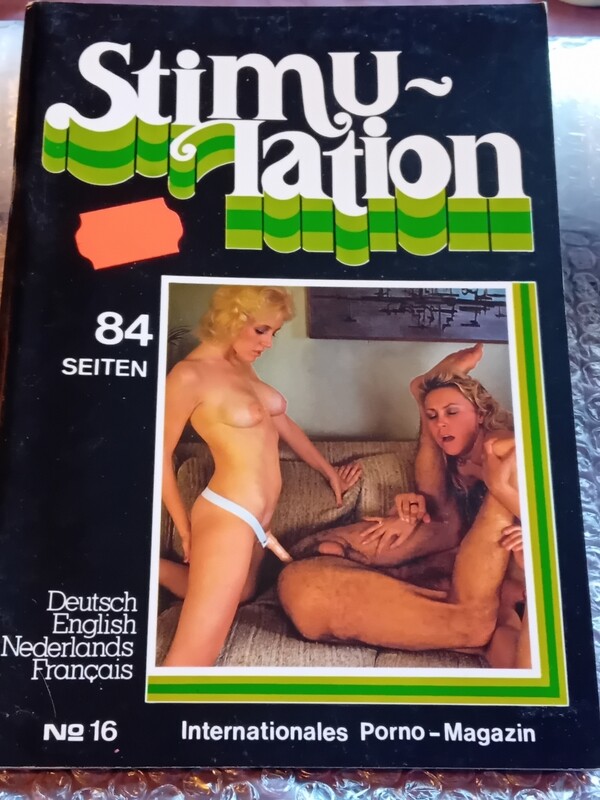 Stimu~
lation
84
SEITEN
Deutsch
English
Nederlands
Français
№ 16
Internationales Porno-Magazin